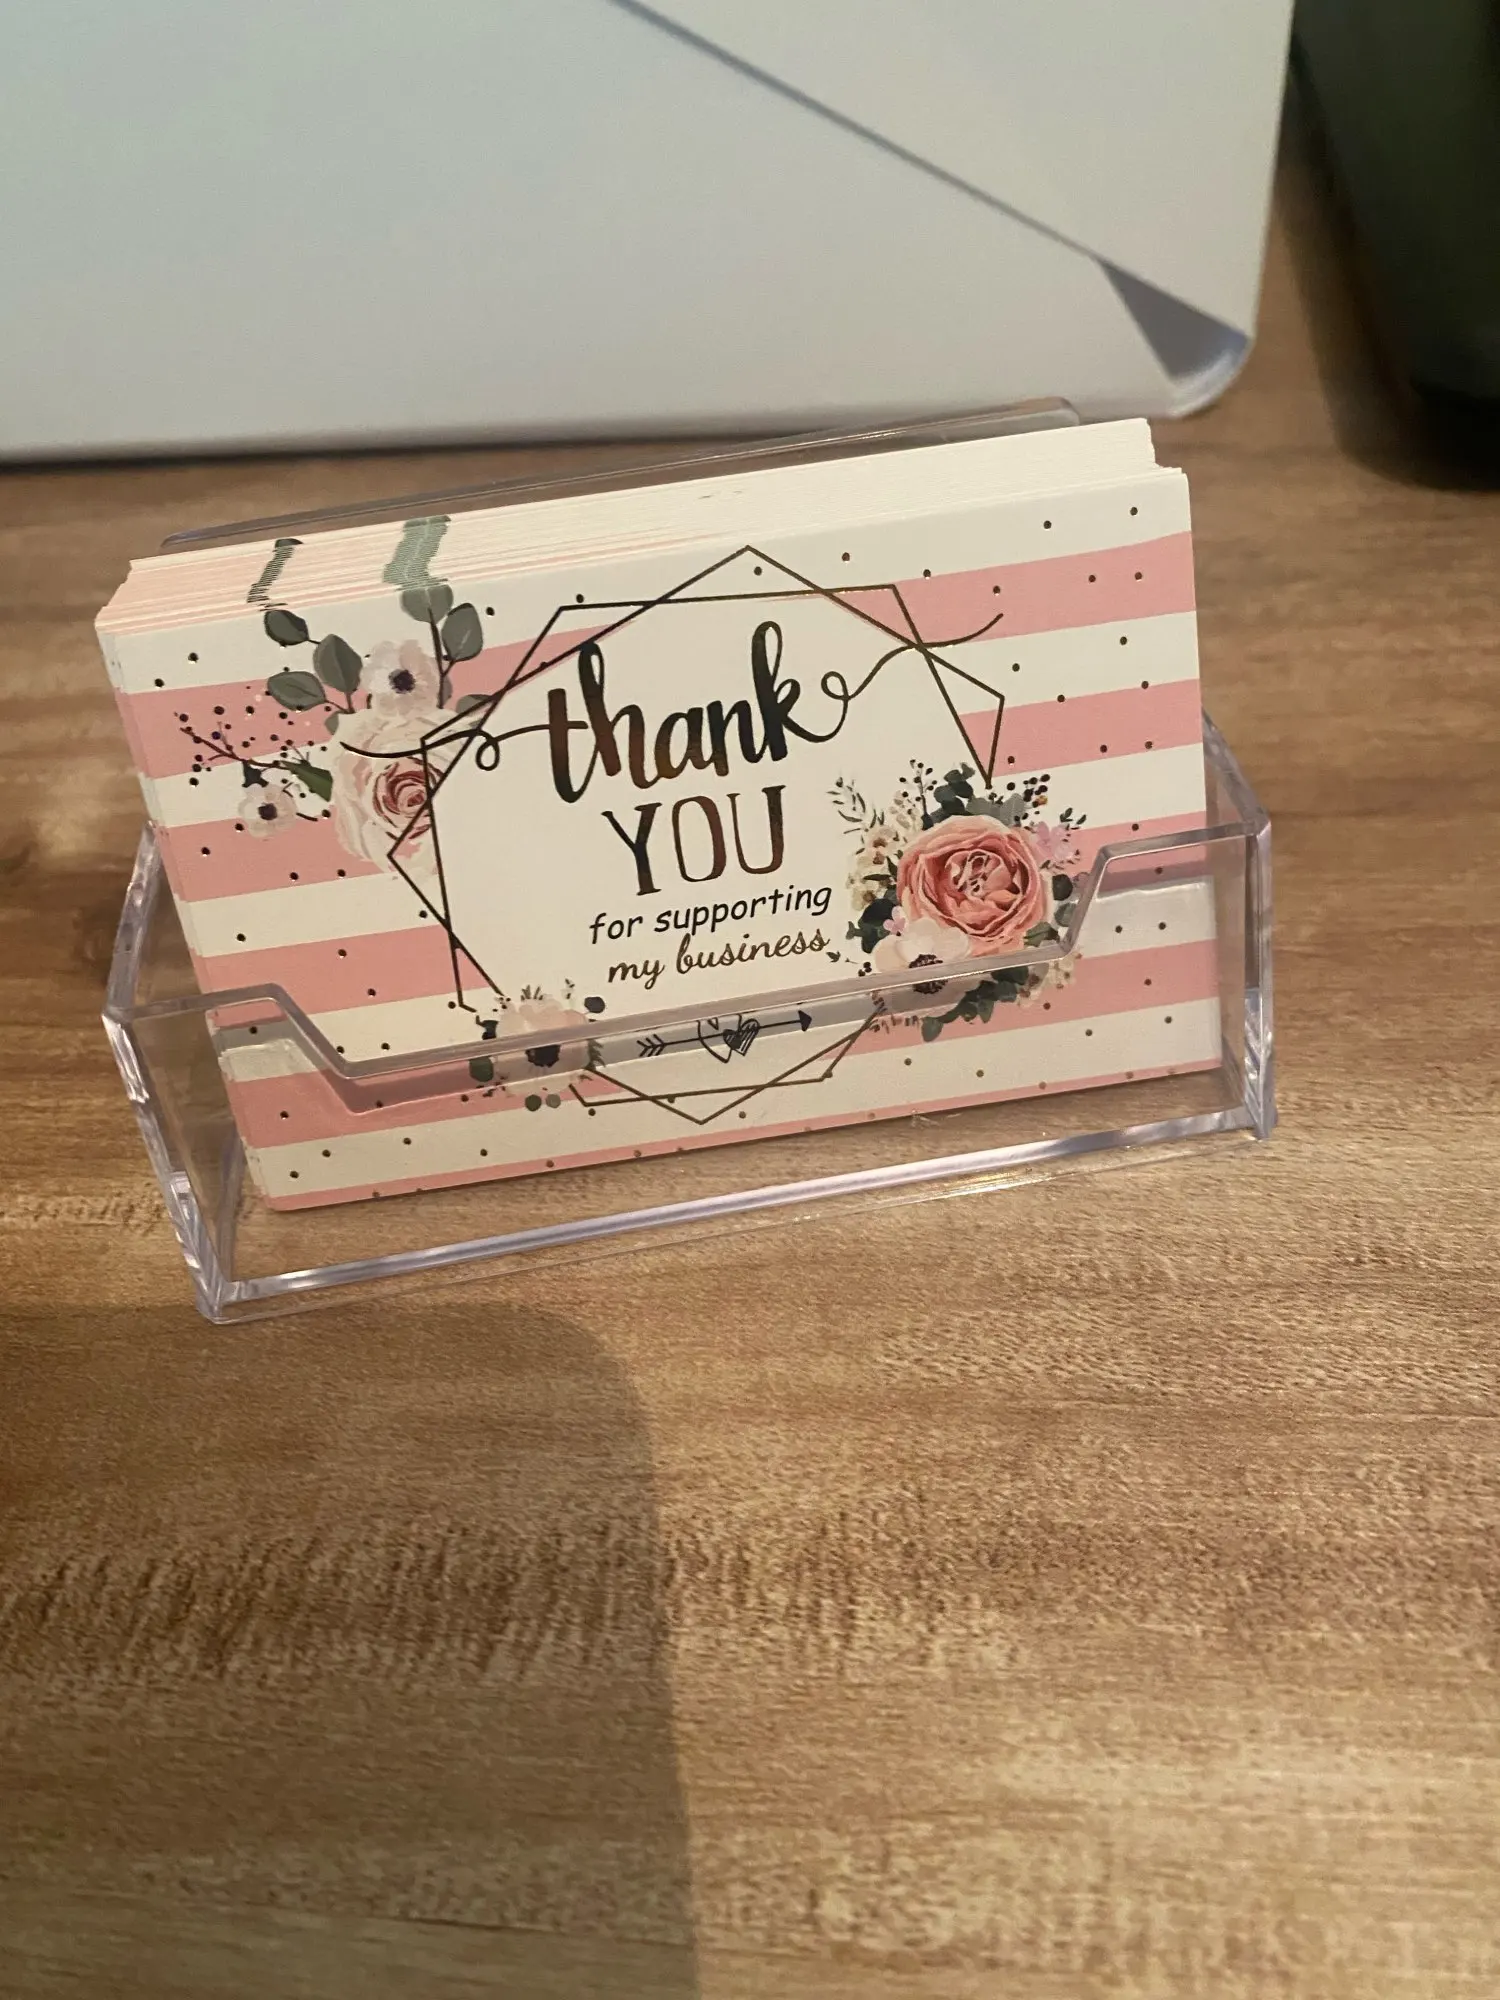 thank
YOU
for supporting
my business